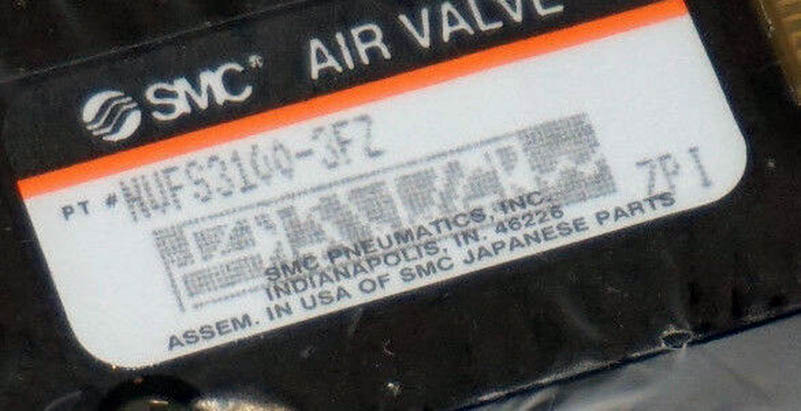 SMC® AIR VALVE
PT # NVFS3100-3FZ
ZPI
SMC PNEUMATICS, INC.
INDIANAPOLIS, IN. 46226
ASSEM. IN USA OF SMC JAPANESE PARTS